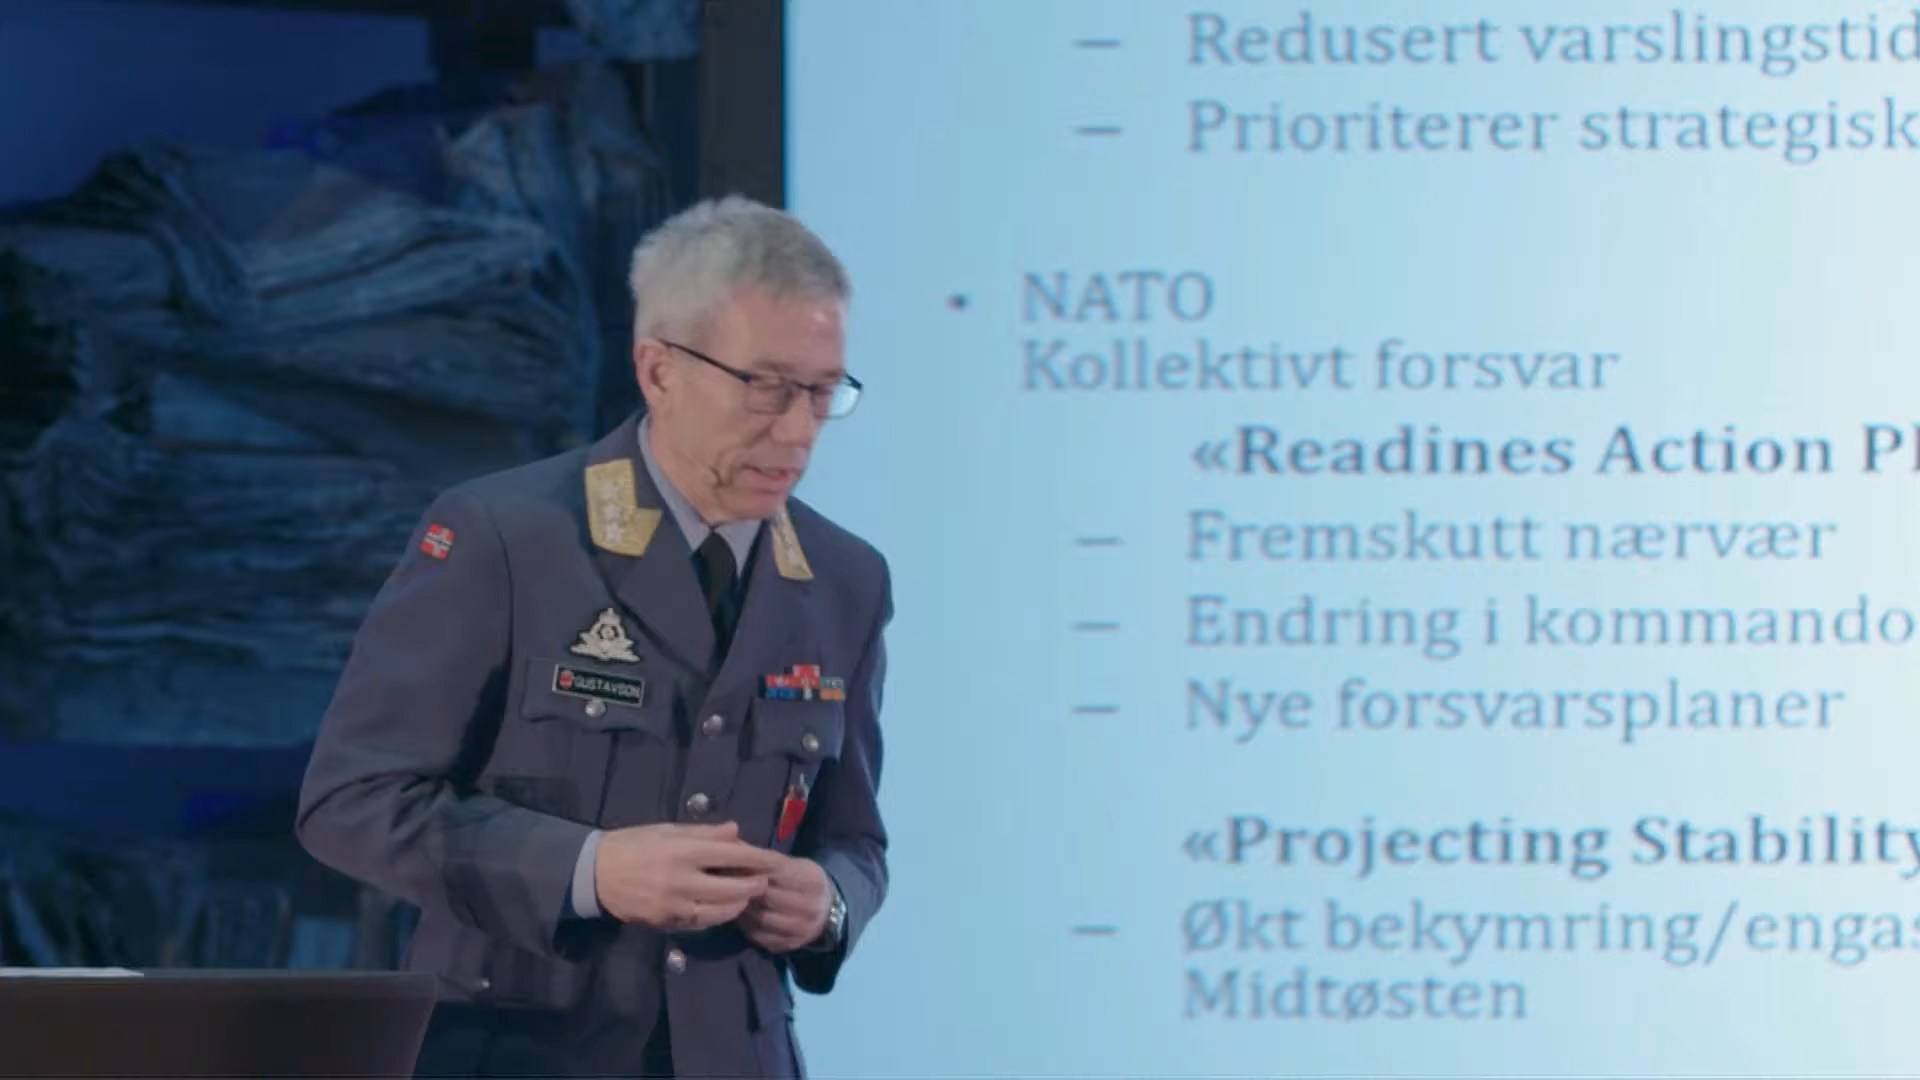 – Redusert varslingstid
– Prioriterer strategisk
• NATO
Kollektivt forsvar
«Readines Action Pl
– Fremskutt nærvær
– Endring i kommando
– Nye forsvarsplaner
«Projecting Stability
– Økt bekymring/engas
Midtøsten
GUSTAVSON